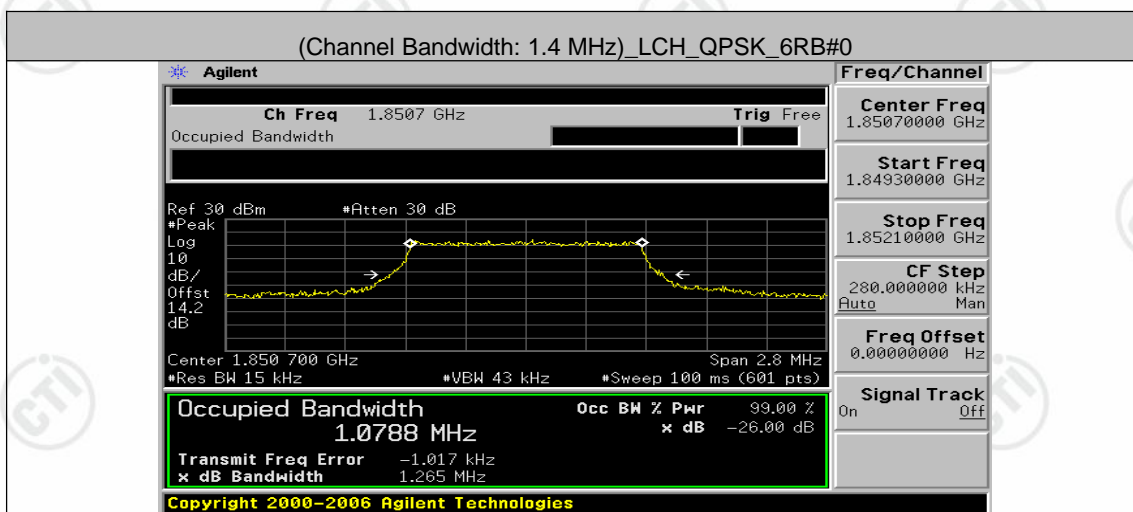 (Channel Bandwidth: 1.4 MHz)_LCH_QPSK_6RB#0
Agilent
Freq/Channel
Ch Freq 1.8507 GHz Trig Free
Occupied Bandwidth
Center Freq
1.85070000 GHz
Start Freq
1.84930000 GHz
Stop Freq
1.85210000 GHz
CF Step
280.000000 kHz
Auto Man
Freq Offset
0.00000000 Hz
Signal Track
On Off
Ref 30 dBm #Atten 30 dB
#Peak
Log
10
dB/
Offst
14.2
dB
Center 1.850 700 GHz Span 2.8 MHz
#Res BW 15 kHz #VBW 43 kHz #Sweep 100 ms (601 pts)
Occupied Bandwidth Occ BW % Pwr 99.00 %
1.0788 MHz x dB -26.00 dB
Transmit Freq Error -1.017 kHz
x dB Bandwidth 1.265 MHz
Copyright 2000-2006 Agilent Technologies
CTI
CTI